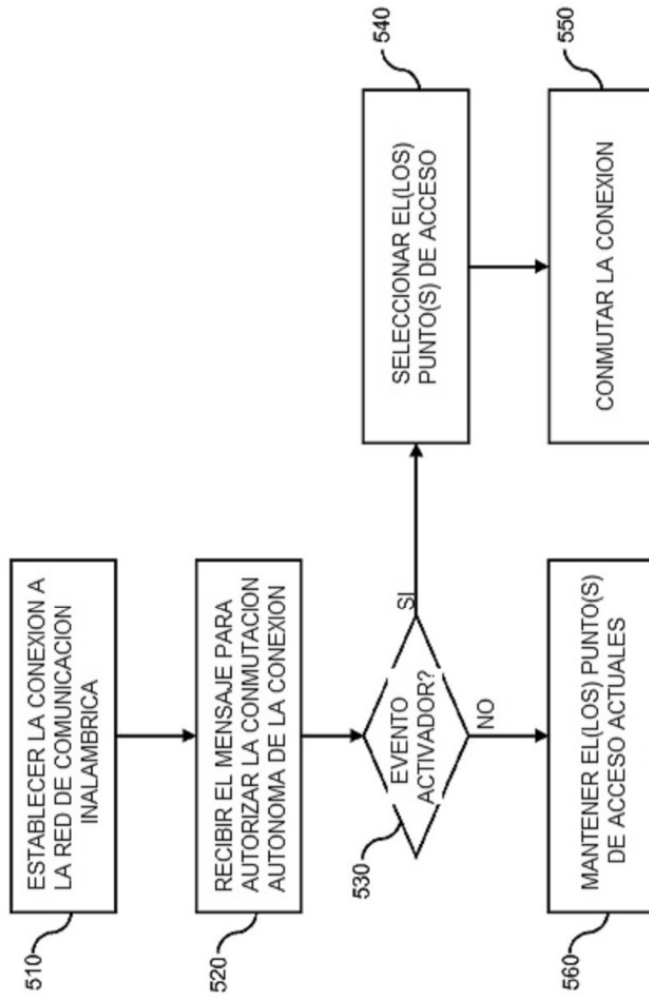 510
ESTABLECER LA CONEXION A
LA RED DE COMUNICACION
INALAMBRICA
520
RECIBIR EL MENSAJE PARA
AUTORIZAR LA CONMUTACION
AUTONOMA DE LA CONEXION
530
EVENTO
ACTIVADOR?
SI
NO
540
SELECCIONAR EL(LOS)
PUNTO(S) DE ACCESO
550
CONMUTAR LA CONEXION
560
MANTENER EL(LOS) PUNTO(S)
DE ACCESO ACTUALES